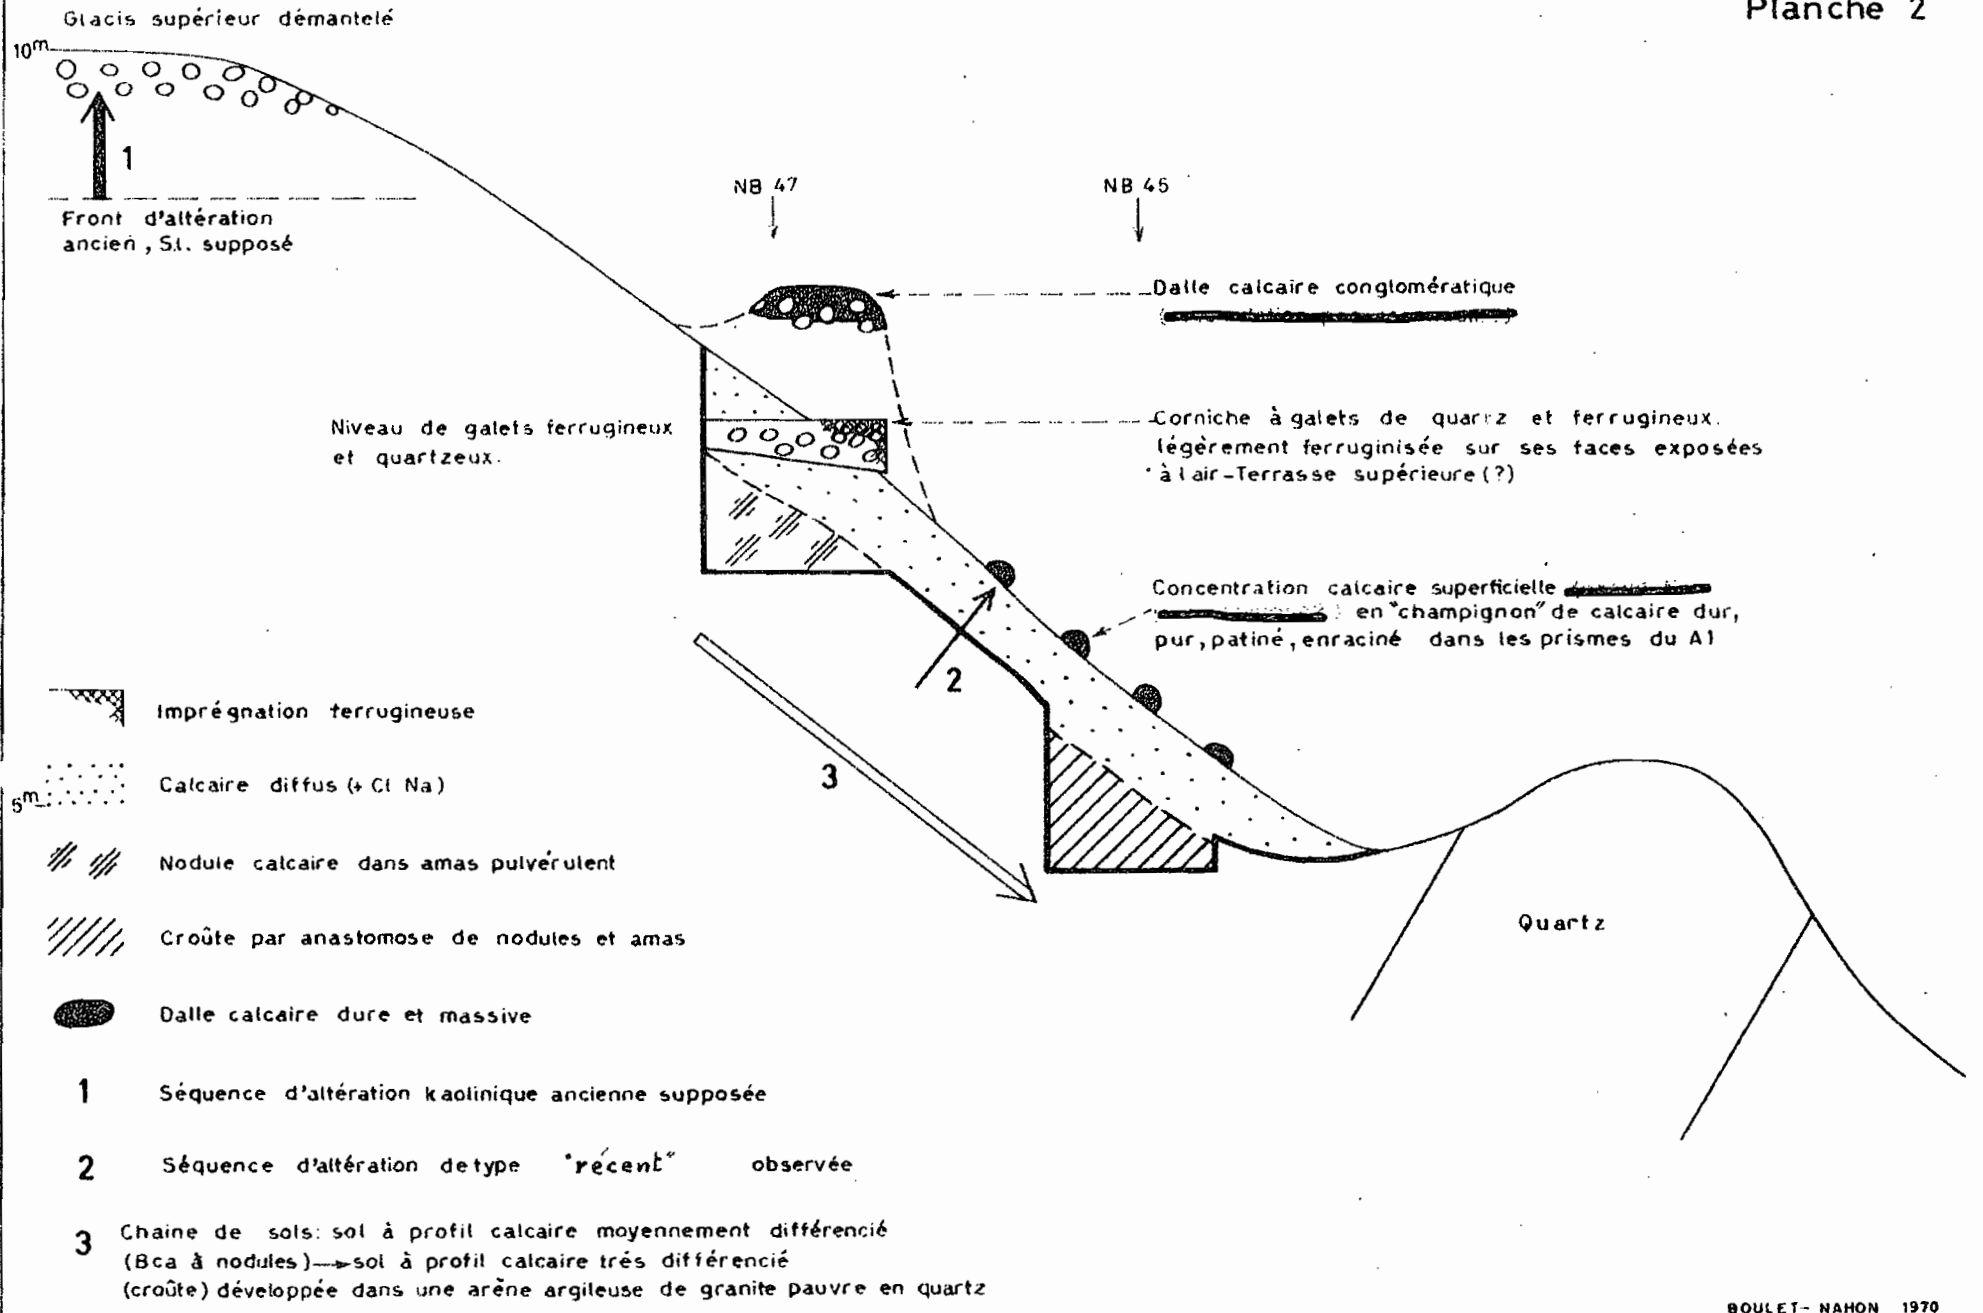 Planche 2
Glacis supérieur démantelé
10m
1
Front d'altération
ancien, S.l. supposé
NB 47
NB 45
Dalle calcaire conglomératique
Niveau de galets ferrugineux
et quartzeux.
Corniche à galets de quartz et ferrugineux.
légèrement ferruginisée sur ses faces exposées
à l air-Terrasse supérieure(?)
Concentration calcaire superficielle
en "champignon" de calcaire dur,
pur, patiné, enraciné dans les prismes du A1
2
3
Imprégnation ferrugineuse
5m
Calcaire diffus (+ Cl Na)
Nodule calcaire dans amas pulvérulent
Croûte par anastomose de nodules et amas
Quartz
Dalle calcaire dure et massive
1 Séquence d'altération kaolinique ancienne supposée
2 Séquence d'altération de type "récent" observée
3 Chaine de sols: sol à profil calcaire moyennement différencié
(Bca à nodules)→sol à profil calcaire trés différencié
(croûte) développée dans une arène argileuse de granite pauvre en quartz
BOULET- NAHON 1970